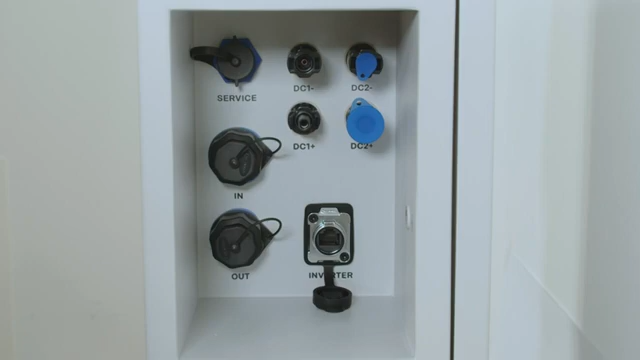 SERVICE
DC1-
DC2-
DC1+
DC2+
IN
OUT
INVERTER